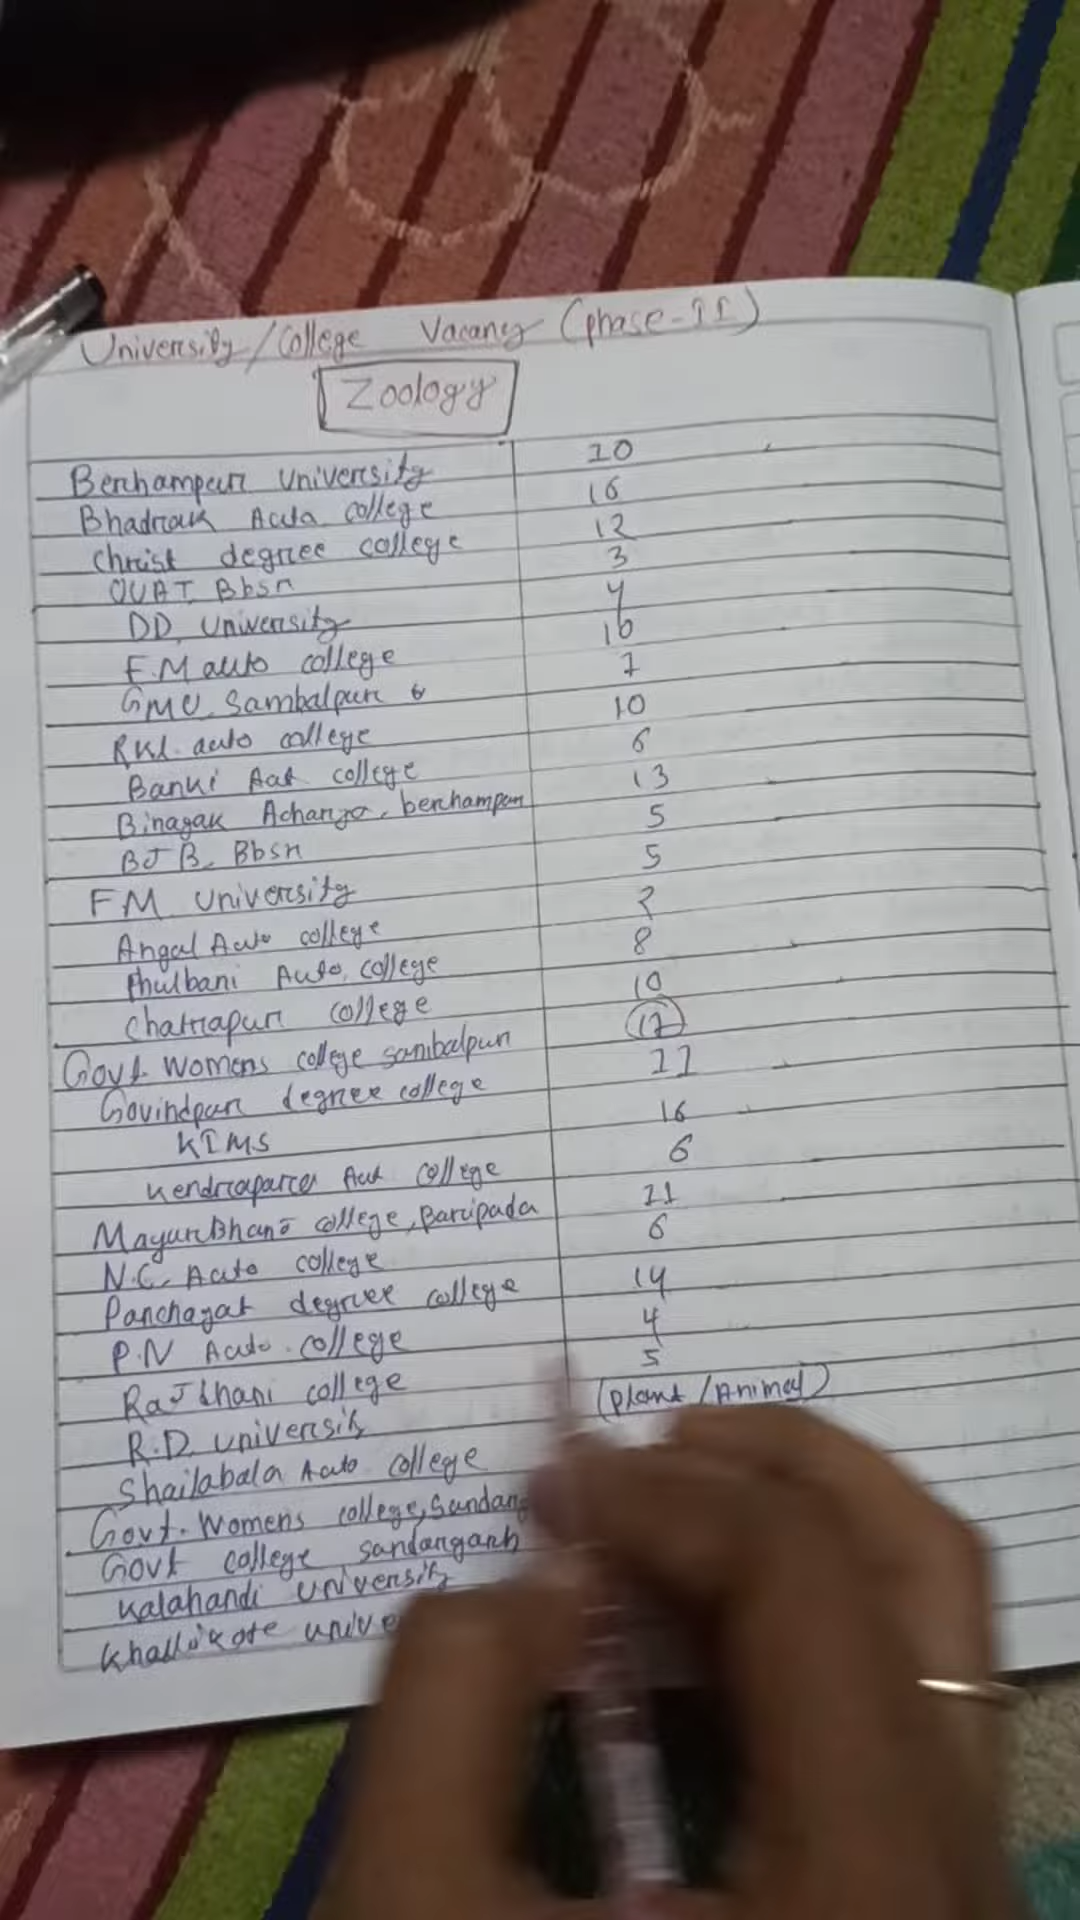 University/College Vacancy (phase-II)
Zoology
Berhampur University 20
Bhadrak Auto college 16
Christ degree college 12
OUAT, Bbsr 3
DD. University 4
F.M auto college 10
GMU, Sambalpur 7
RKL. auto college 10
Banki Aut college 6
Binayak Acharya, berhampur 13
BJB, Bbsr 5
FM University 5
Angul Auto college
Phulbani Auto. college 8
Chatrapur college 10
Govt Womens college sambalpur 17
Govindpur degree college
KIMS 16
Kendrapara Aut college 6
MayurBhanj college, Baripada 21
N.C. Auto college 6
Panchayat degree college 14
P.N Auto. college 4
RaJdhani college 5
R.D. university (plant/Animal)
Shailabala Auto college
Govt. Womens college,
Govt college sundargarh
Kalahandi University
Khallikote